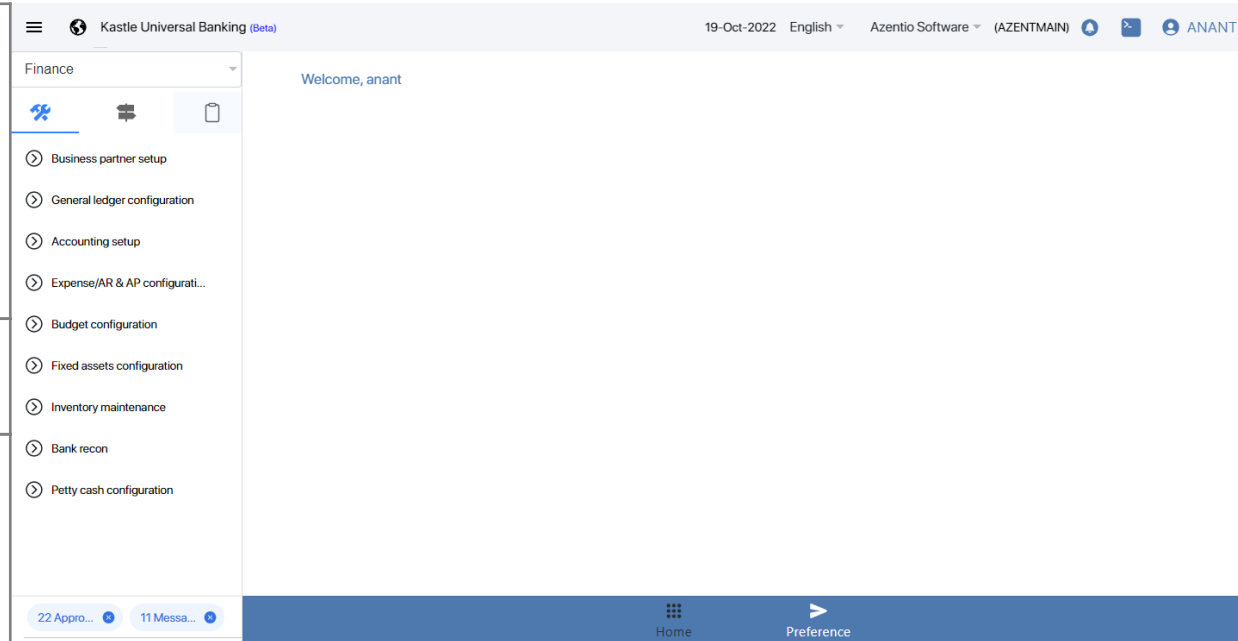 Kastle Universal Banking (Beta)
19-Oct-2022 English Azentio Software (AZENTMAIN) ANANT
Finance
Welcome, anant
Business partner setup
General ledger configuration
Accounting setup
Expense/AR & AP configurati...
Budget configuration
Fixed assets configuration
Inventory maintenance
Bank recon
Petty cash configuration
22 Appro... 11 Messa...
Home Preference